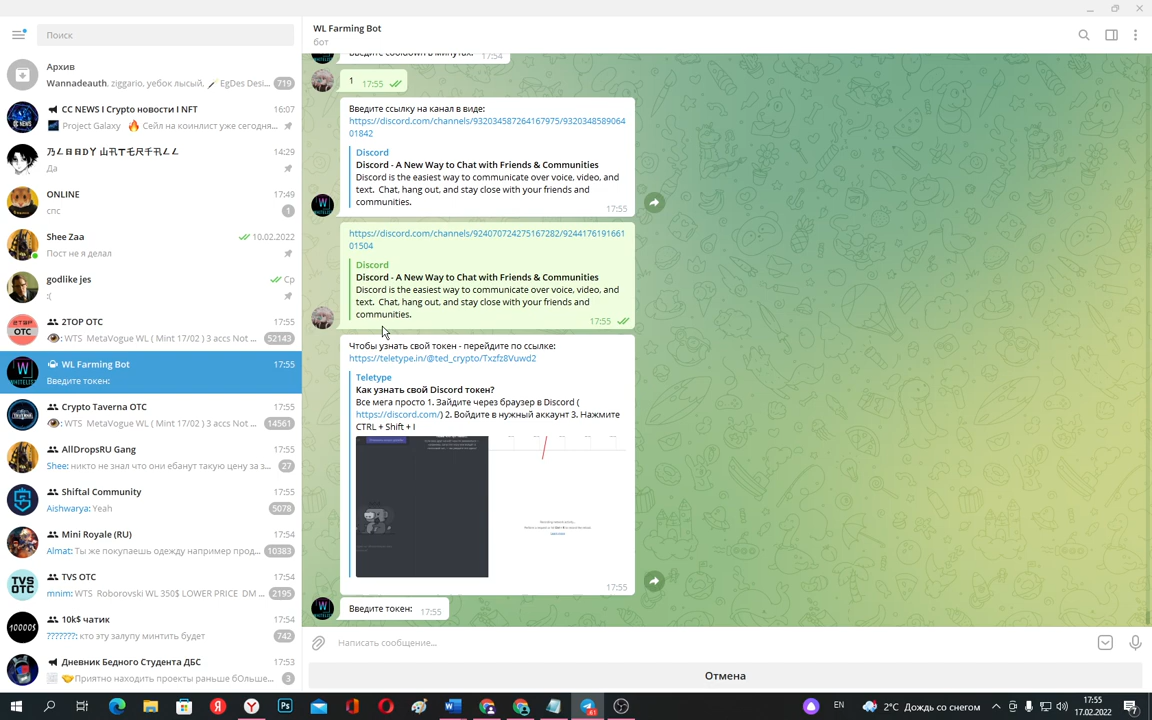 Поиск
Архив
Wannadeauth, ziggario, уебок лысый, EgDes Desi...
719
CC NEWS I Crypto новости I NFT
16:07
Project Galaxy 🔥 Сейл на коинлист уже сегодня...
14:29
Да
ONLINE
17:49
спс
1
Shee Zaa
10.02.2022
Пост не я делал
godlike jes
Ср
:(
2TOP OTC
17:55
👁: WTS MetaVogue WL ( Mint 17/02 ) 3 accs Not ...
52143
WL Farming Bot
17:55
Введите токен:
Crypto Taverna OTC
17:55
👁: WTS MetaVogue WL ( Mint 17/02 ) 3 accs Not ...
14561
AllDropsRU Gang
17:55
Shee: никто не знал что они ебанут такую цену за з...
27
Shiftal Community
17:55
Aishwarya: Yeah
5078
Mini Royale (RU)
17:54
Almat: Ты же покупаешь одежду например прод...
10383
TVS OTC
17:54
mnim: WTS Roborovski WL 350$ LOWER PRICE DM ...
2195
10k$ чатик
17:54
???????: кто эту залупу минтить будет
742
Дневник Бедного Студента ДБС
17:53
🤝Приятно находить проекты раньше бОльше...
3
WL Farming Bot
бот
Введите cooldown в минутах:
17:54
1
17:55
Введите ссылку на канал в виде:
https://discord.com/channels/932034587264167975/9320348589064
01842
Discord
Discord - A New Way to Chat with Friends & Communities
Discord is the easiest way to communicate over voice, video, and
text. Chat, hang out, and stay close with your friends and
communities.
17:55
https://discord.com/channels/924070724275167282/9244176191661
01504
Discord
Discord - A New Way to Chat with Friends & Communities
Discord is the easiest way to communicate over voice, video, and
text. Chat, hang out, and stay close with your friends and
communities.
17:55
Чтобы узнать свой токен - перейдите по ссылке:
https://teletype.in/@ted_crypto/Txzfz8Vuwd2
Teletype
Как узнать свой Discord токен?
Все мега просто 1. Зайдите через браузер в Discord (
https://discord.com/) 2. Войдите в нужный аккаунт 3. Нажмите
CTRL + Shift + I
17:55
Введите токен:
17:55
Написать сообщение...
Отмена
EN
2°C Дождь со снегом
17:55
17.02.2022